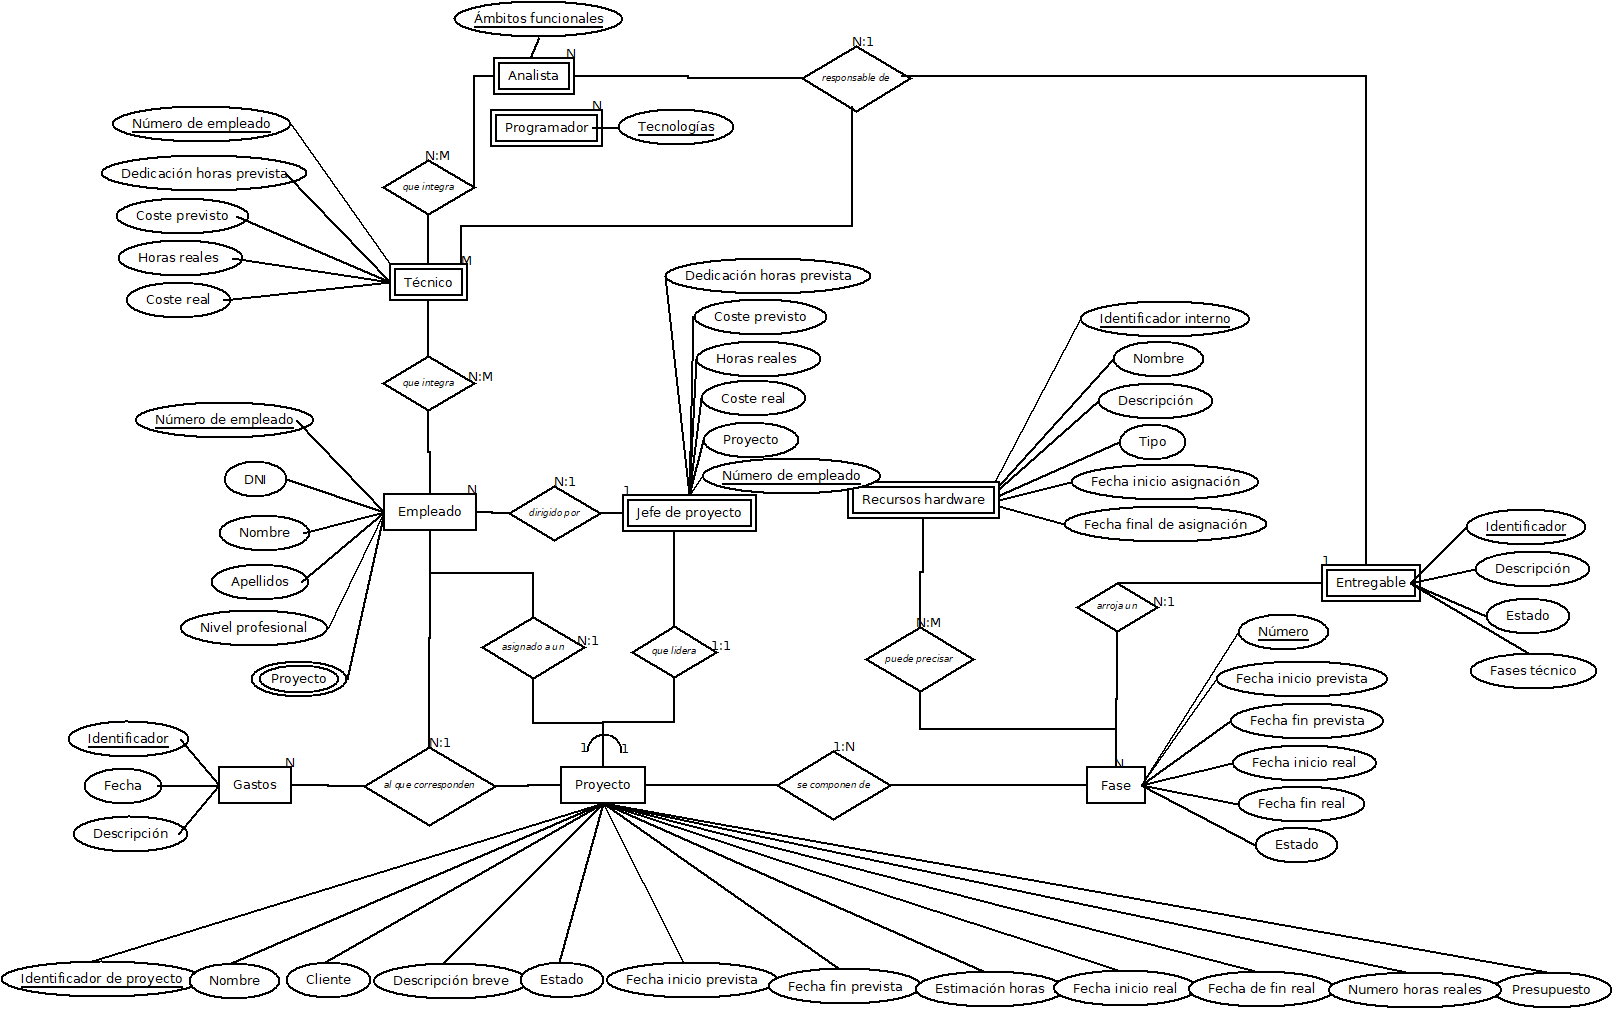 Ámbitos funcionales
N:1
N
Analista
responsable de
N
Programador
Tecnologías
Número de empleado
N:M
Dedicación horas prevista
que integra
Coste previsto
Horas reales
M
Técnico
Coste real
Dedicación horas prevista
Coste previsto
Horas reales
Coste real
Proyecto
Número de empleado
Identificador interno
Nombre
Descripción
Tipo
Fecha inicio asignación
Fecha final de asignación
Recursos hardware
que integra
N:M
Número de empleado
DNI
Nombre
Apellidos
Nivel profesional
Proyecto
N
Empleado
N:1
dirigido por
1
Jefe de proyecto
Identificador
Descripción
Estado
Fases técnico
1
Entregable
arroja un
N:1
N:M
puede precisar
asignado a un
N:1
que lidera
1:1
Número
Fecha inicio prevista
Fecha fin prevista
Fecha inicio real
Fecha fin real
Estado
Identificador
Fecha
Descripción
N
Gastos
N:1
al que corresponden
1
1
Proyecto
1:N
se componen de
N
Fase
Identificador de proyecto
Nombre
Cliente
Descripción breve
Estado
Fecha inicio prevista
Fecha fin prevista
Estimación horas
Fecha inicio real
Fecha de fin real
Numero horas reales
Presupuesto